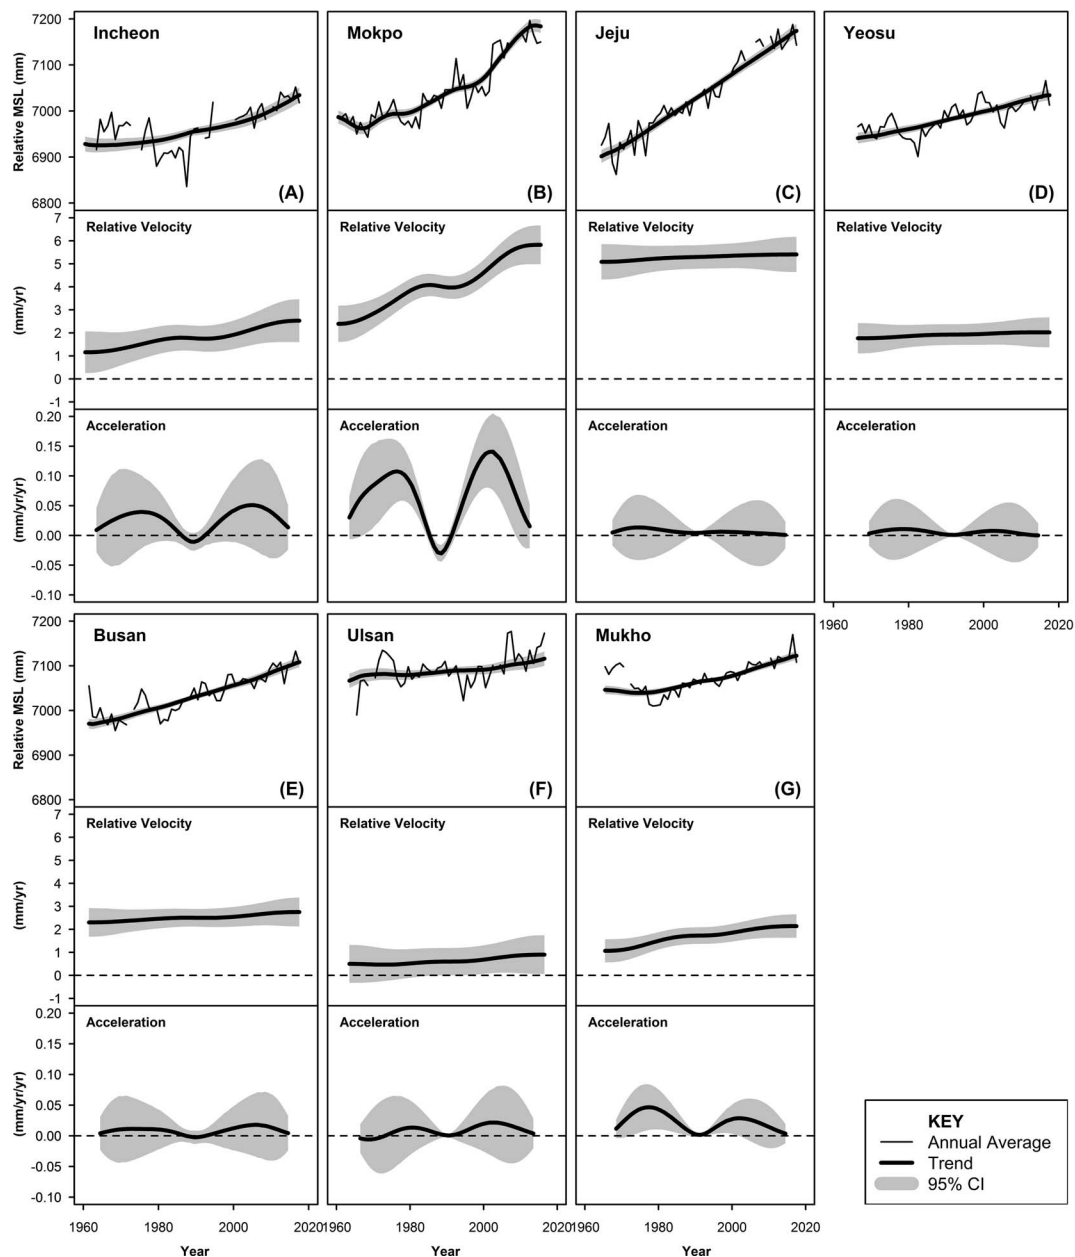 Incheon
Mokpo
Jeju
Yeosu
Relative MSL (mm)
7200
7100
7000
6900
6800
(A)
(B)
(C)
(D)
Relative Velocity
Relative Velocity
Relative Velocity
Relative Velocity
(mm/yr)
7
6
5
4
3
2
1
0
-1
Acceleration
Acceleration
Acceleration
Acceleration
(mm/yr/yr)
0.20
0.15
0.10
0.05
0.00
-0.05
-0.10
1960 1980 2000 2020
Busan
Ulsan
Mukho
Relative MSL (mm)
7200
7100
7000
6900
6800
(E)
(F)
(G)
Relative Velocity
Relative Velocity
Relative Velocity
(mm/yr)
7
6
5
4
3
2
1
0
-1
Acceleration
Acceleration
Acceleration
(mm/yr/yr)
0.20
0.15
0.10
0.05
0.00
-0.05
-0.10
1960 1980 2000 2020
1960 1980 2000 2020
1960 1980 2000 2020
Year
Year
Year
KEY
Annual Average
Trend
95% CI